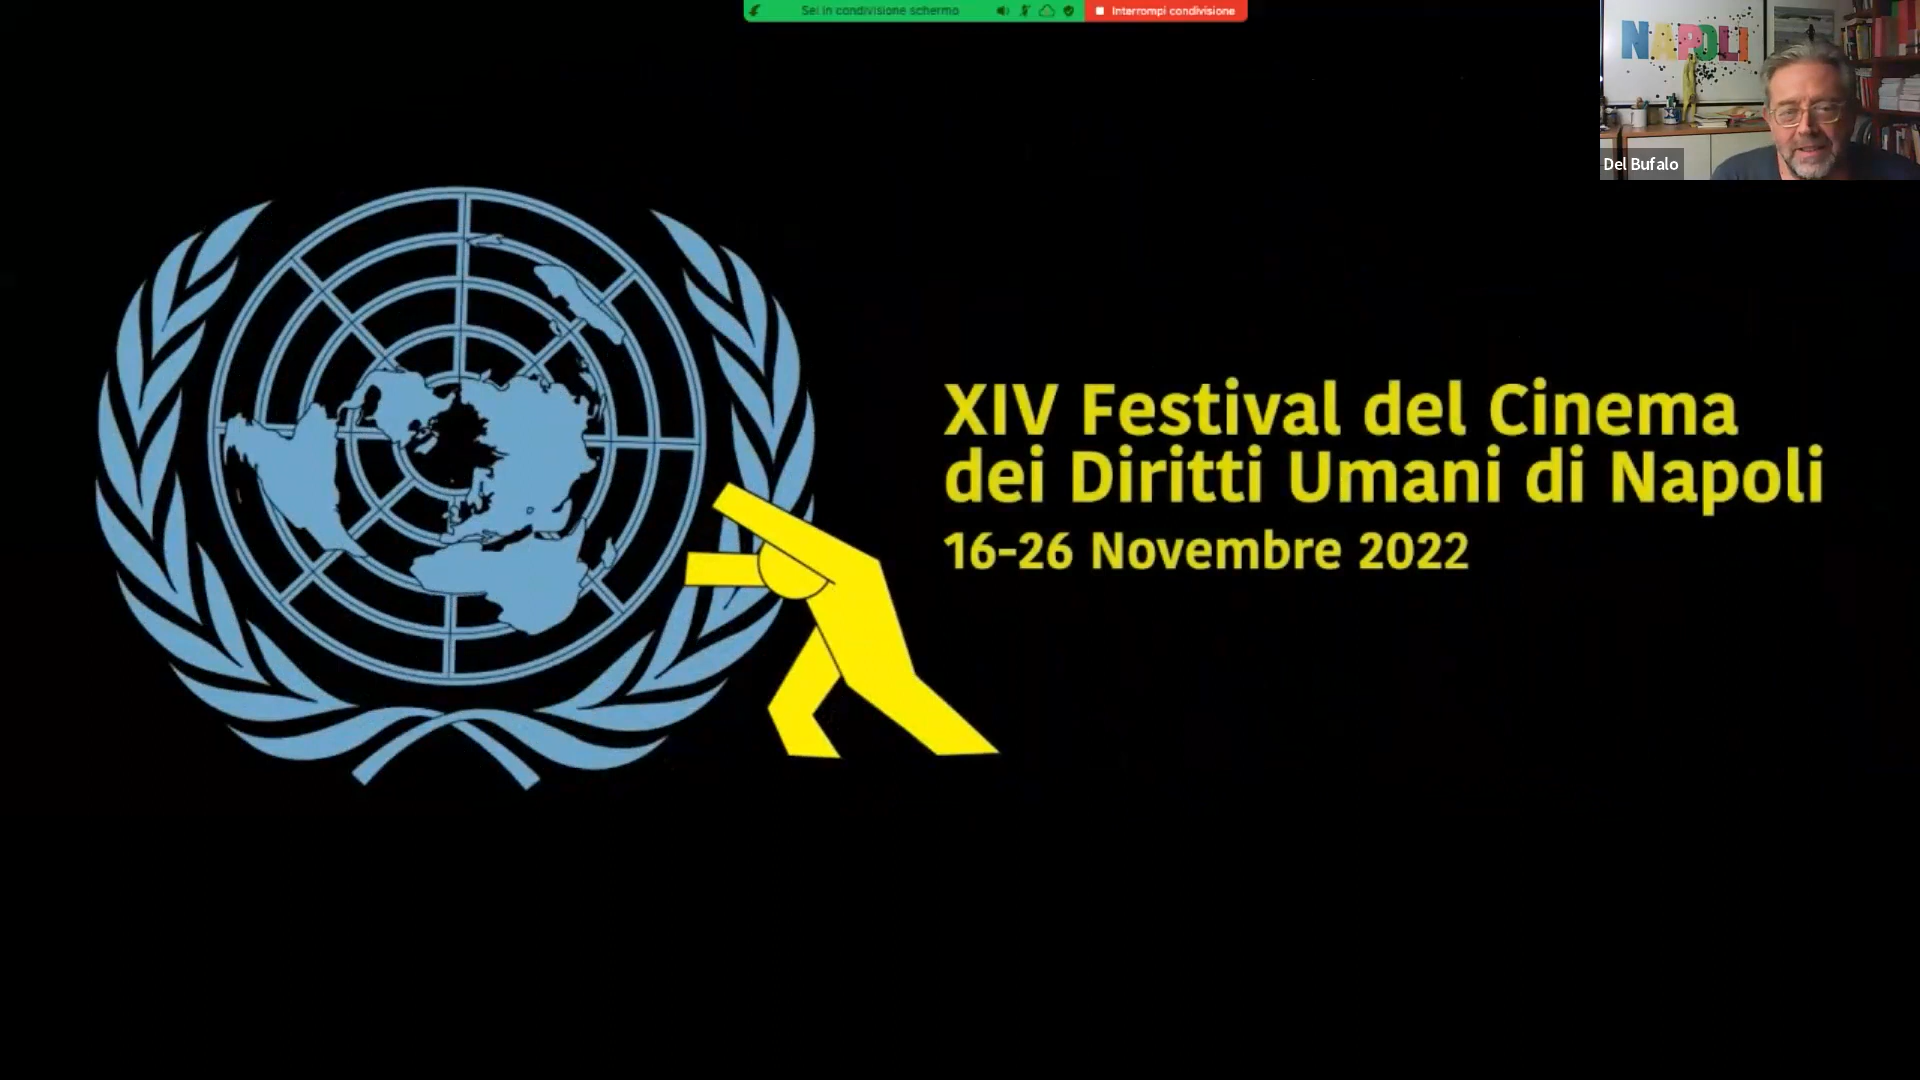 Sei in condivisione schermo
Interrompi condivisione
NAPOLI
Del Bufalo
XIV Festival del Cinema
dei Diritti Umani di Napoli
16-26 Novembre 2022